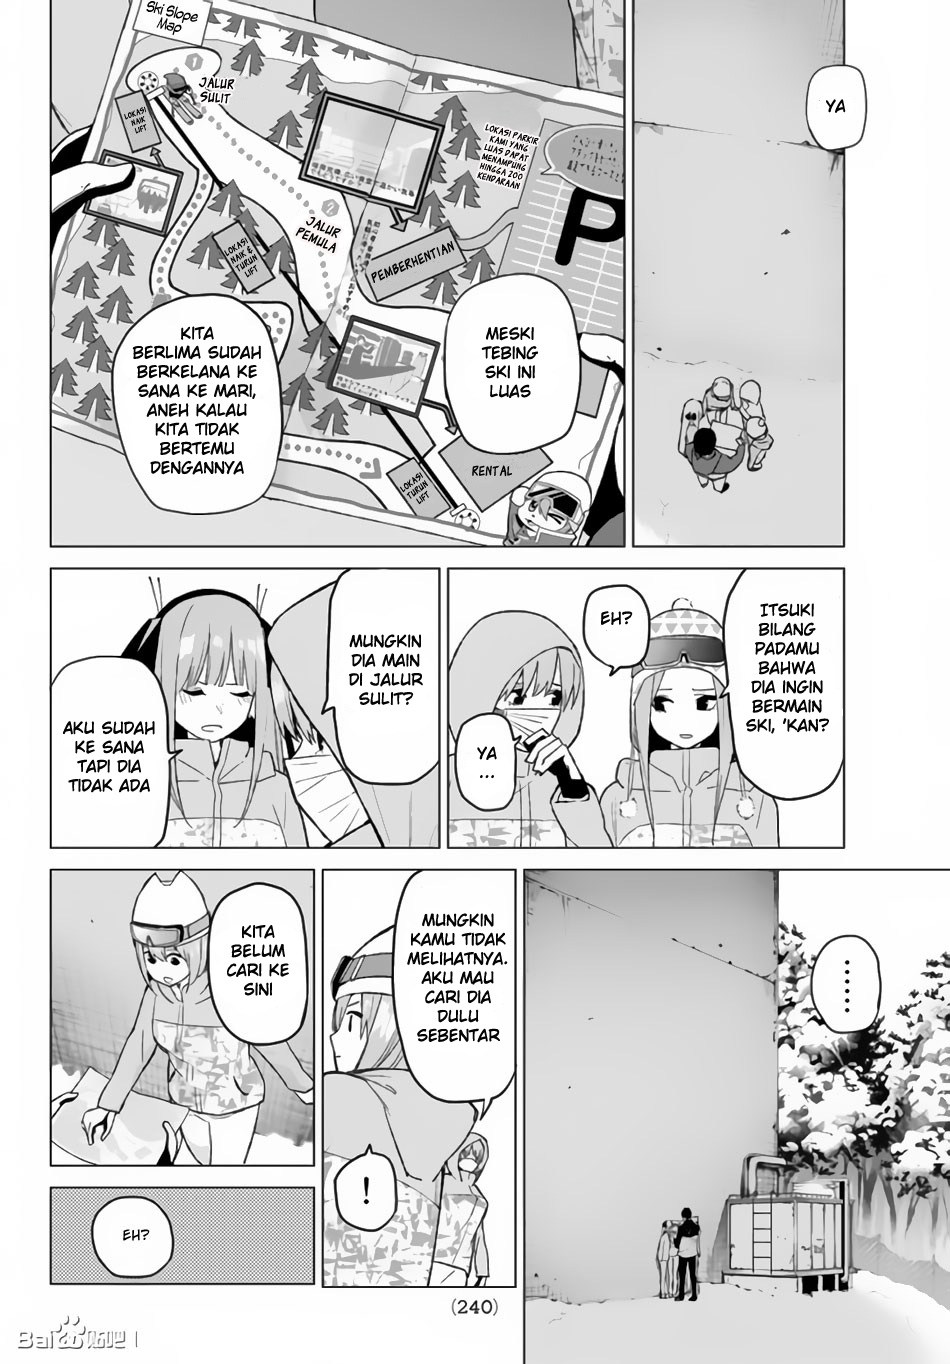 YA
Ski Slope
Map
JALUR
SULIT
LOKASI
NAIK
LIFT
LOKASI PARKIR
KAMI YANG
LUAS DAPAT
MENAMPUNG
HINGGA 200
KENDARAAN
P
JALUR
PEMULA
LOKASI
NAIK &
TURUN
LIFT
PEMBERHENTIAN
MESKI
TEBING
SKI INI
LUAS
KITA
BERLIMA SUDAH
BERKELANA KE
SANA KE MARI,
ANEH KALAU
KITA TIDAK
BERTEMU
DENGANNYA
RENTAL
LOKASI
TURUN
LIFT
ITSUKI
BILANG
PADAMU
BAHWA
DIA INGIN
BERMAIN
SKI, 'KAN?
EH?
YA
...
MUNGKIN
DIA MAIN
DI JALUR
SULIT?
AKU SUDAH
KE SANA
TAPI DIA
TIDAK ADA
......
MUNGKIN
KAMU TIDAK
MELIHATNYA.
AKU MAU
CARI DIA
DULU
SEBENTAR
!
KITA
BELUM
CARI KE
SINI
EH?
(240)
Bai 贴吧